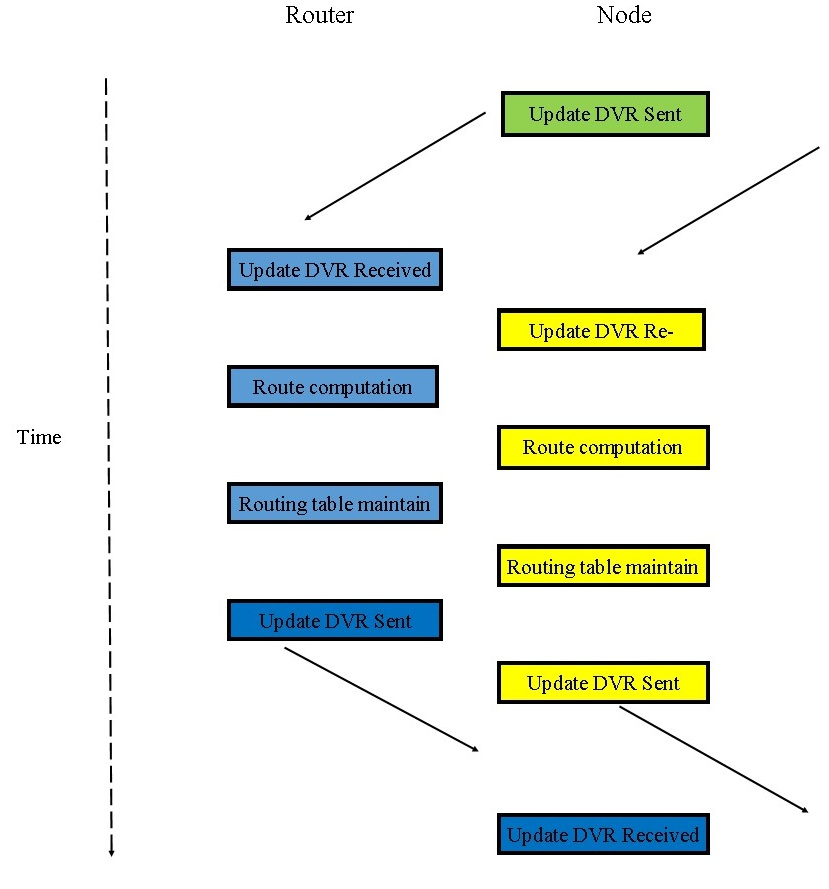 Router
Node
Update DVR Sent
Update DVR Received
Update DVR Re-
Route computation
Time
Route computation
Routing table maintain
Routing table maintain
Update DVR Sent
Update DVR Sent
Update DVR Received